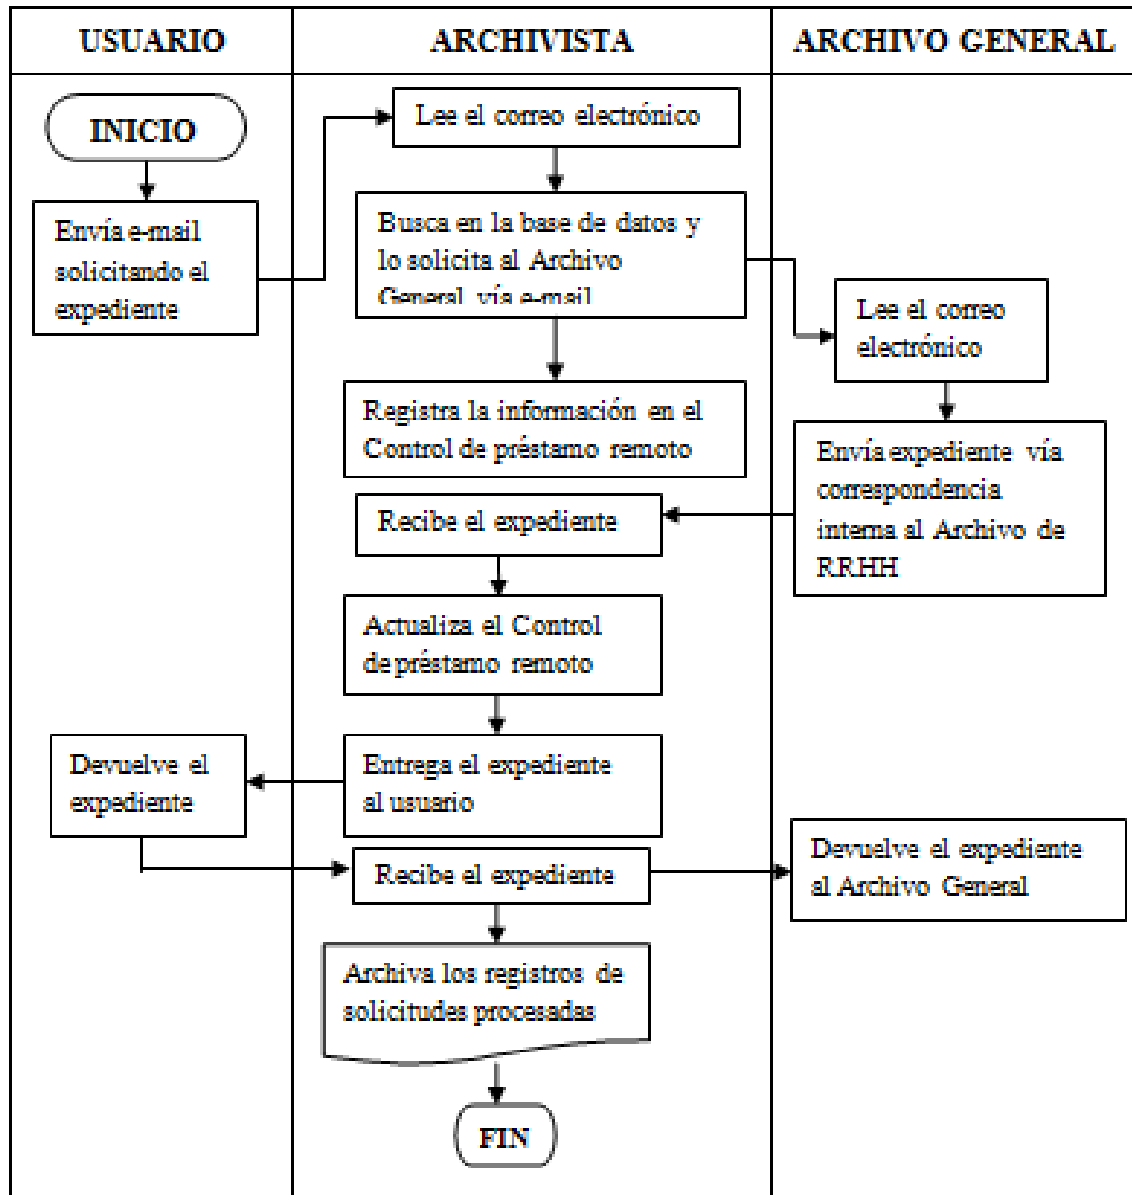 USUARIO
ARCHIVISTA
ARCHIVO GENERAL
INICIO
Envía e-mail
solicitando el
expediente
Lee el correo electrónico
Busca en la base de datos y
lo solicita al Archivo
General vía e-mail
Lee el correo
electrónico
Registra la información en el
Control de préstamo remoto
Envía expediente vía
correspondencia
interna al Archivo de
RRHH
Recibe el expediente
Actualiza el Control
de préstamo remoto
Entrega el expediente
al usuario
Devuelve el
expediente
Recibe el expediente
Devuelve el expediente
al Archivo General
Archiva los registros de
solicitudes procesadas
FIN